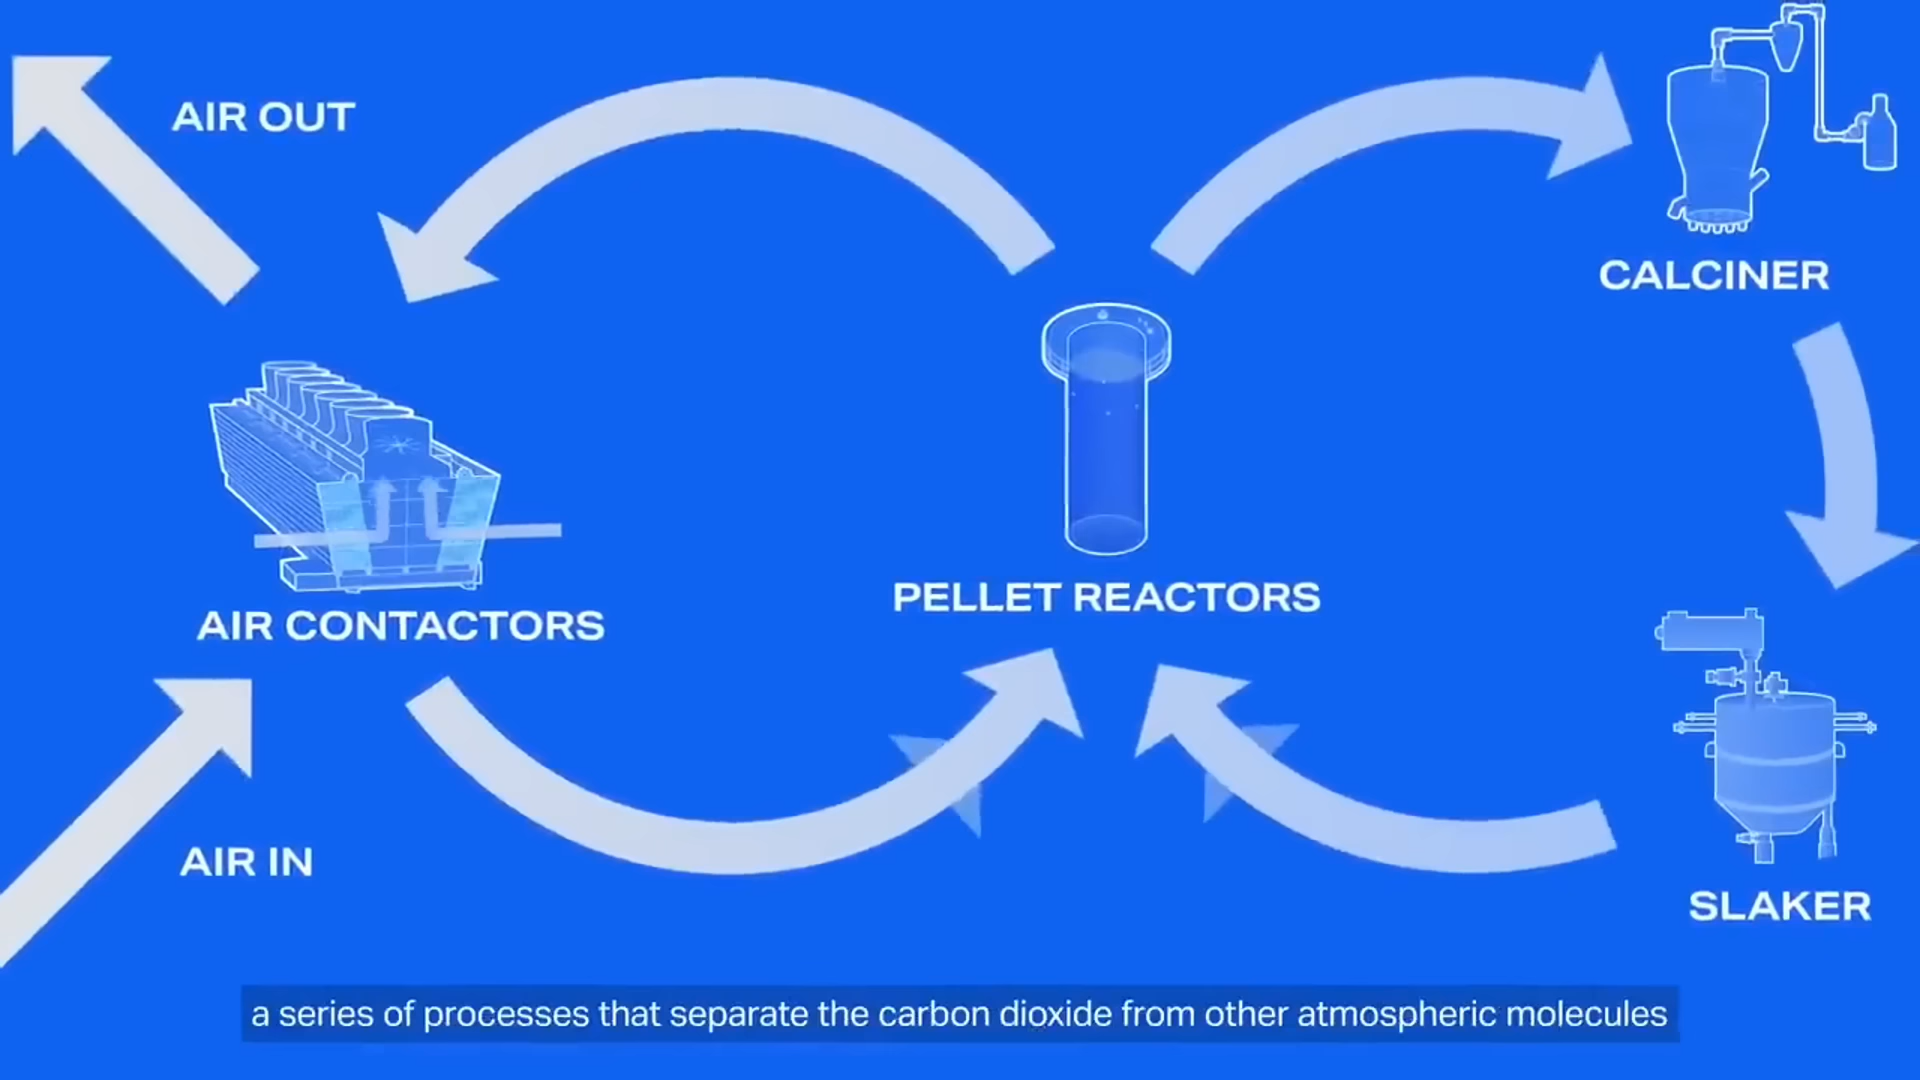 AIR OUT
CALCINER
PELLET REACTORS
AIR CONTACTORS
AIR IN
SLAKER
a series of processes that separate the carbon dioxide from other atmospheric molecules